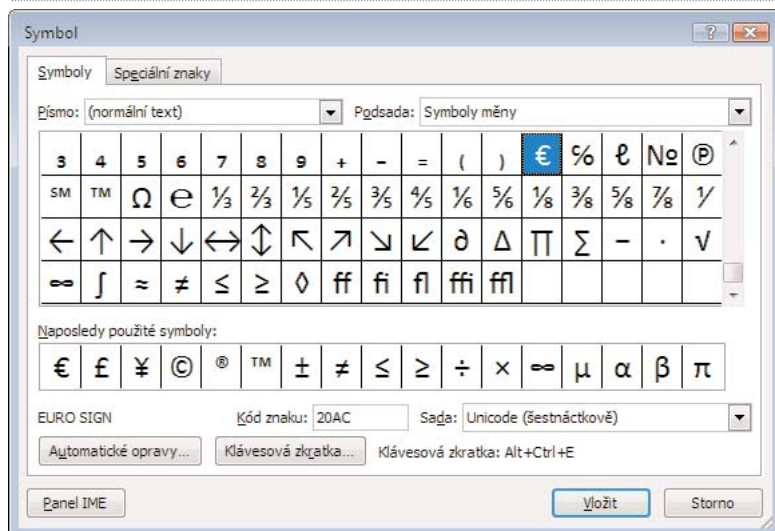 Symbol
Symboly Speciální znaky
Písmo: (normální text) Podsada: Symboly měny
3 4 5 6 7 8 9 + − = ( ) € ℅ ℓ № ℗
℠ ™ Ω ℮ ⅓ ⅔ ⅕ ⅖ ⅗ ⅘ ⅙ ⅚ ⅛ ⅜ ⅝ ⅞ ⅟
← ↑ → ↓ ↔ ↕ ↖ ↗ ↘ ↙ ∂ ∆ ∏ ∑ − ∙ √
∞ ∫ ≈ ≠ ≤ ≥ ◊ ff fi fl ffi ffl
Naposledy použité symboly:
€ £ ¥ © ® ™ ± ≠ ≤ ≥ ÷ × ∞ µ α β π
EURO SIGN Kód znaku: 20AC Sada: Unicode (šestnáctkově)
Automatické opravy... Klávesová zkratka... Klávesová zkratka: Alt+Ctrl+E
Panel IME Vložit Storno